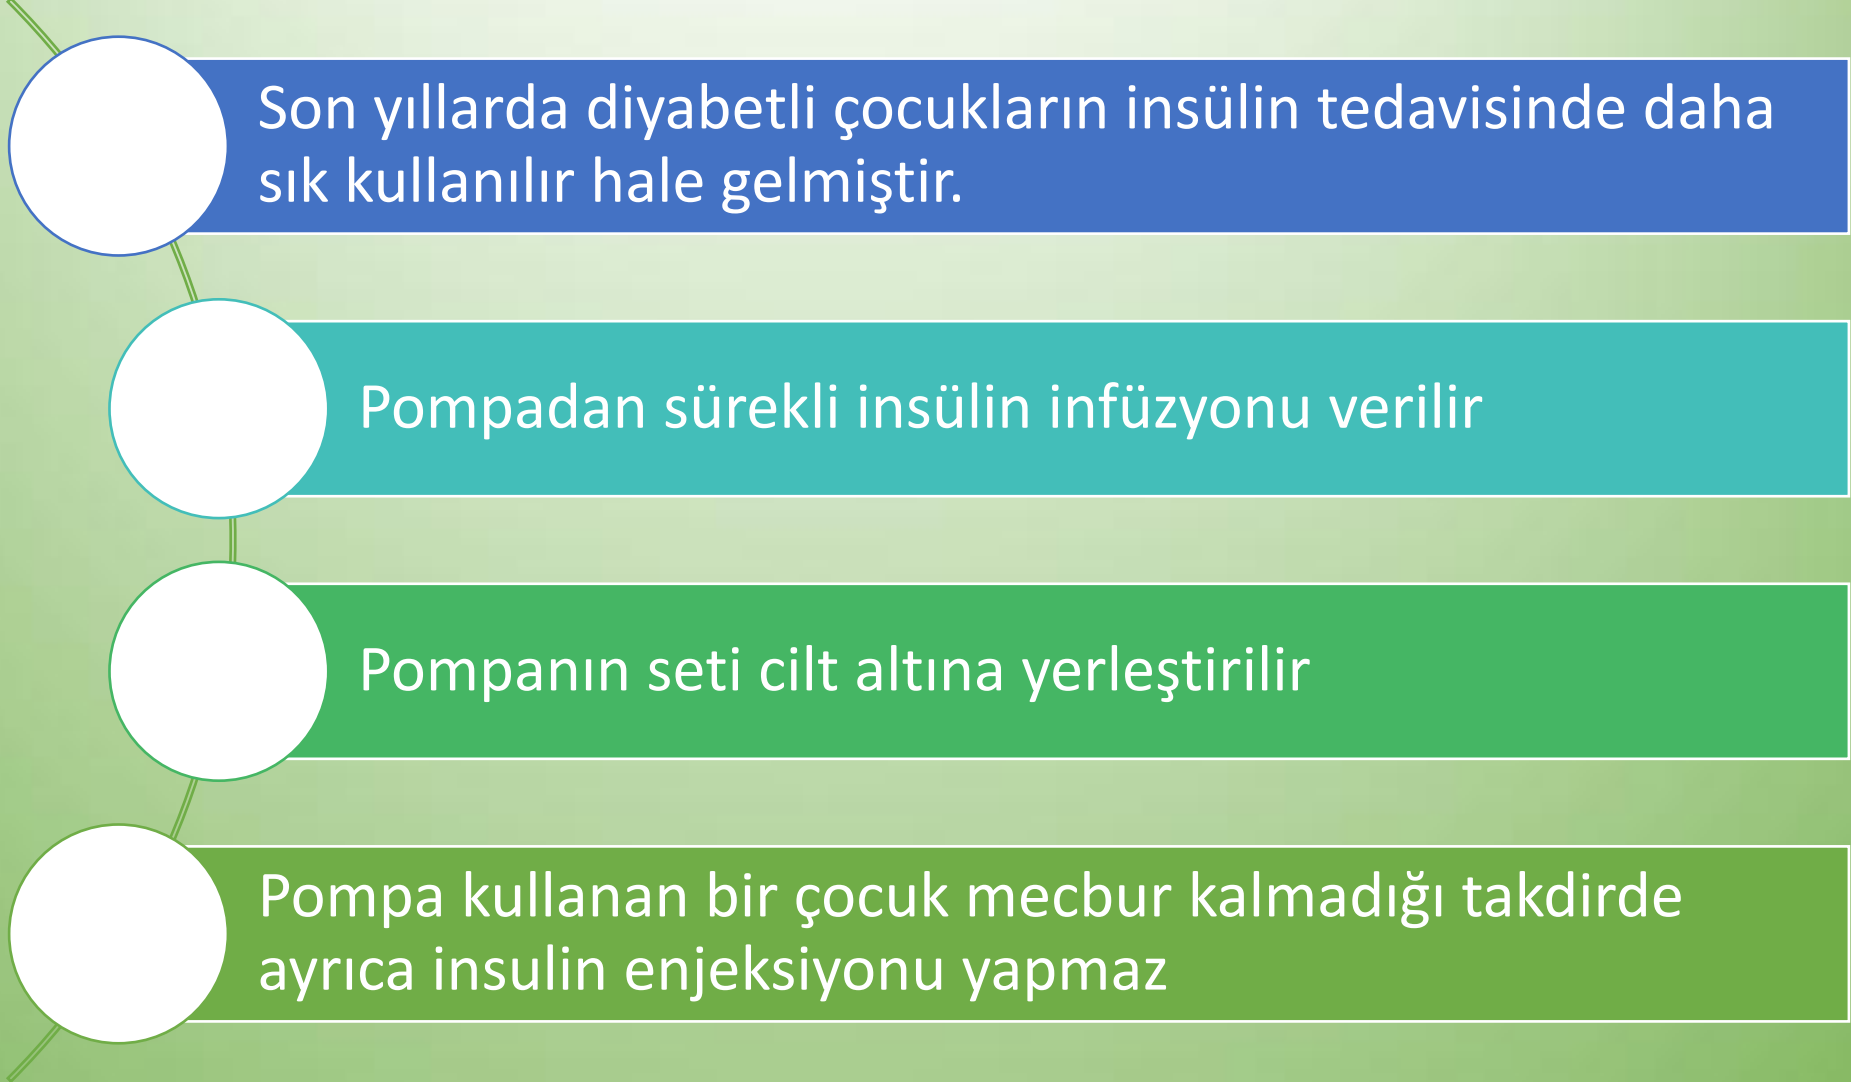 Son yıllarda diyabetli çocukların insülin tedavisinde daha
sık kullanılır hale gelmiştir.
Pompadan sürekli insülin infüzyonu verilir
Pompanın seti cilt altına yerleştirilir
Pompa kullanan bir çocuk mecbur kalmadığı takdirde
ayrıca insulin enjeksiyonu yapmaz